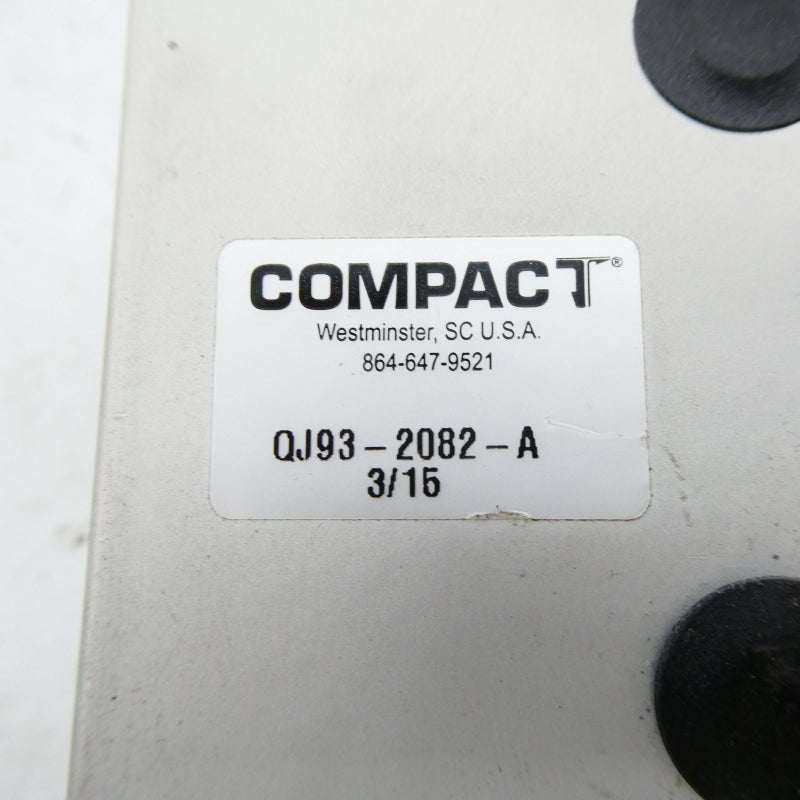 COMPACT®
Westminster, SC U.S.A.
864-647-9521
QJ93-2082-A
3/15